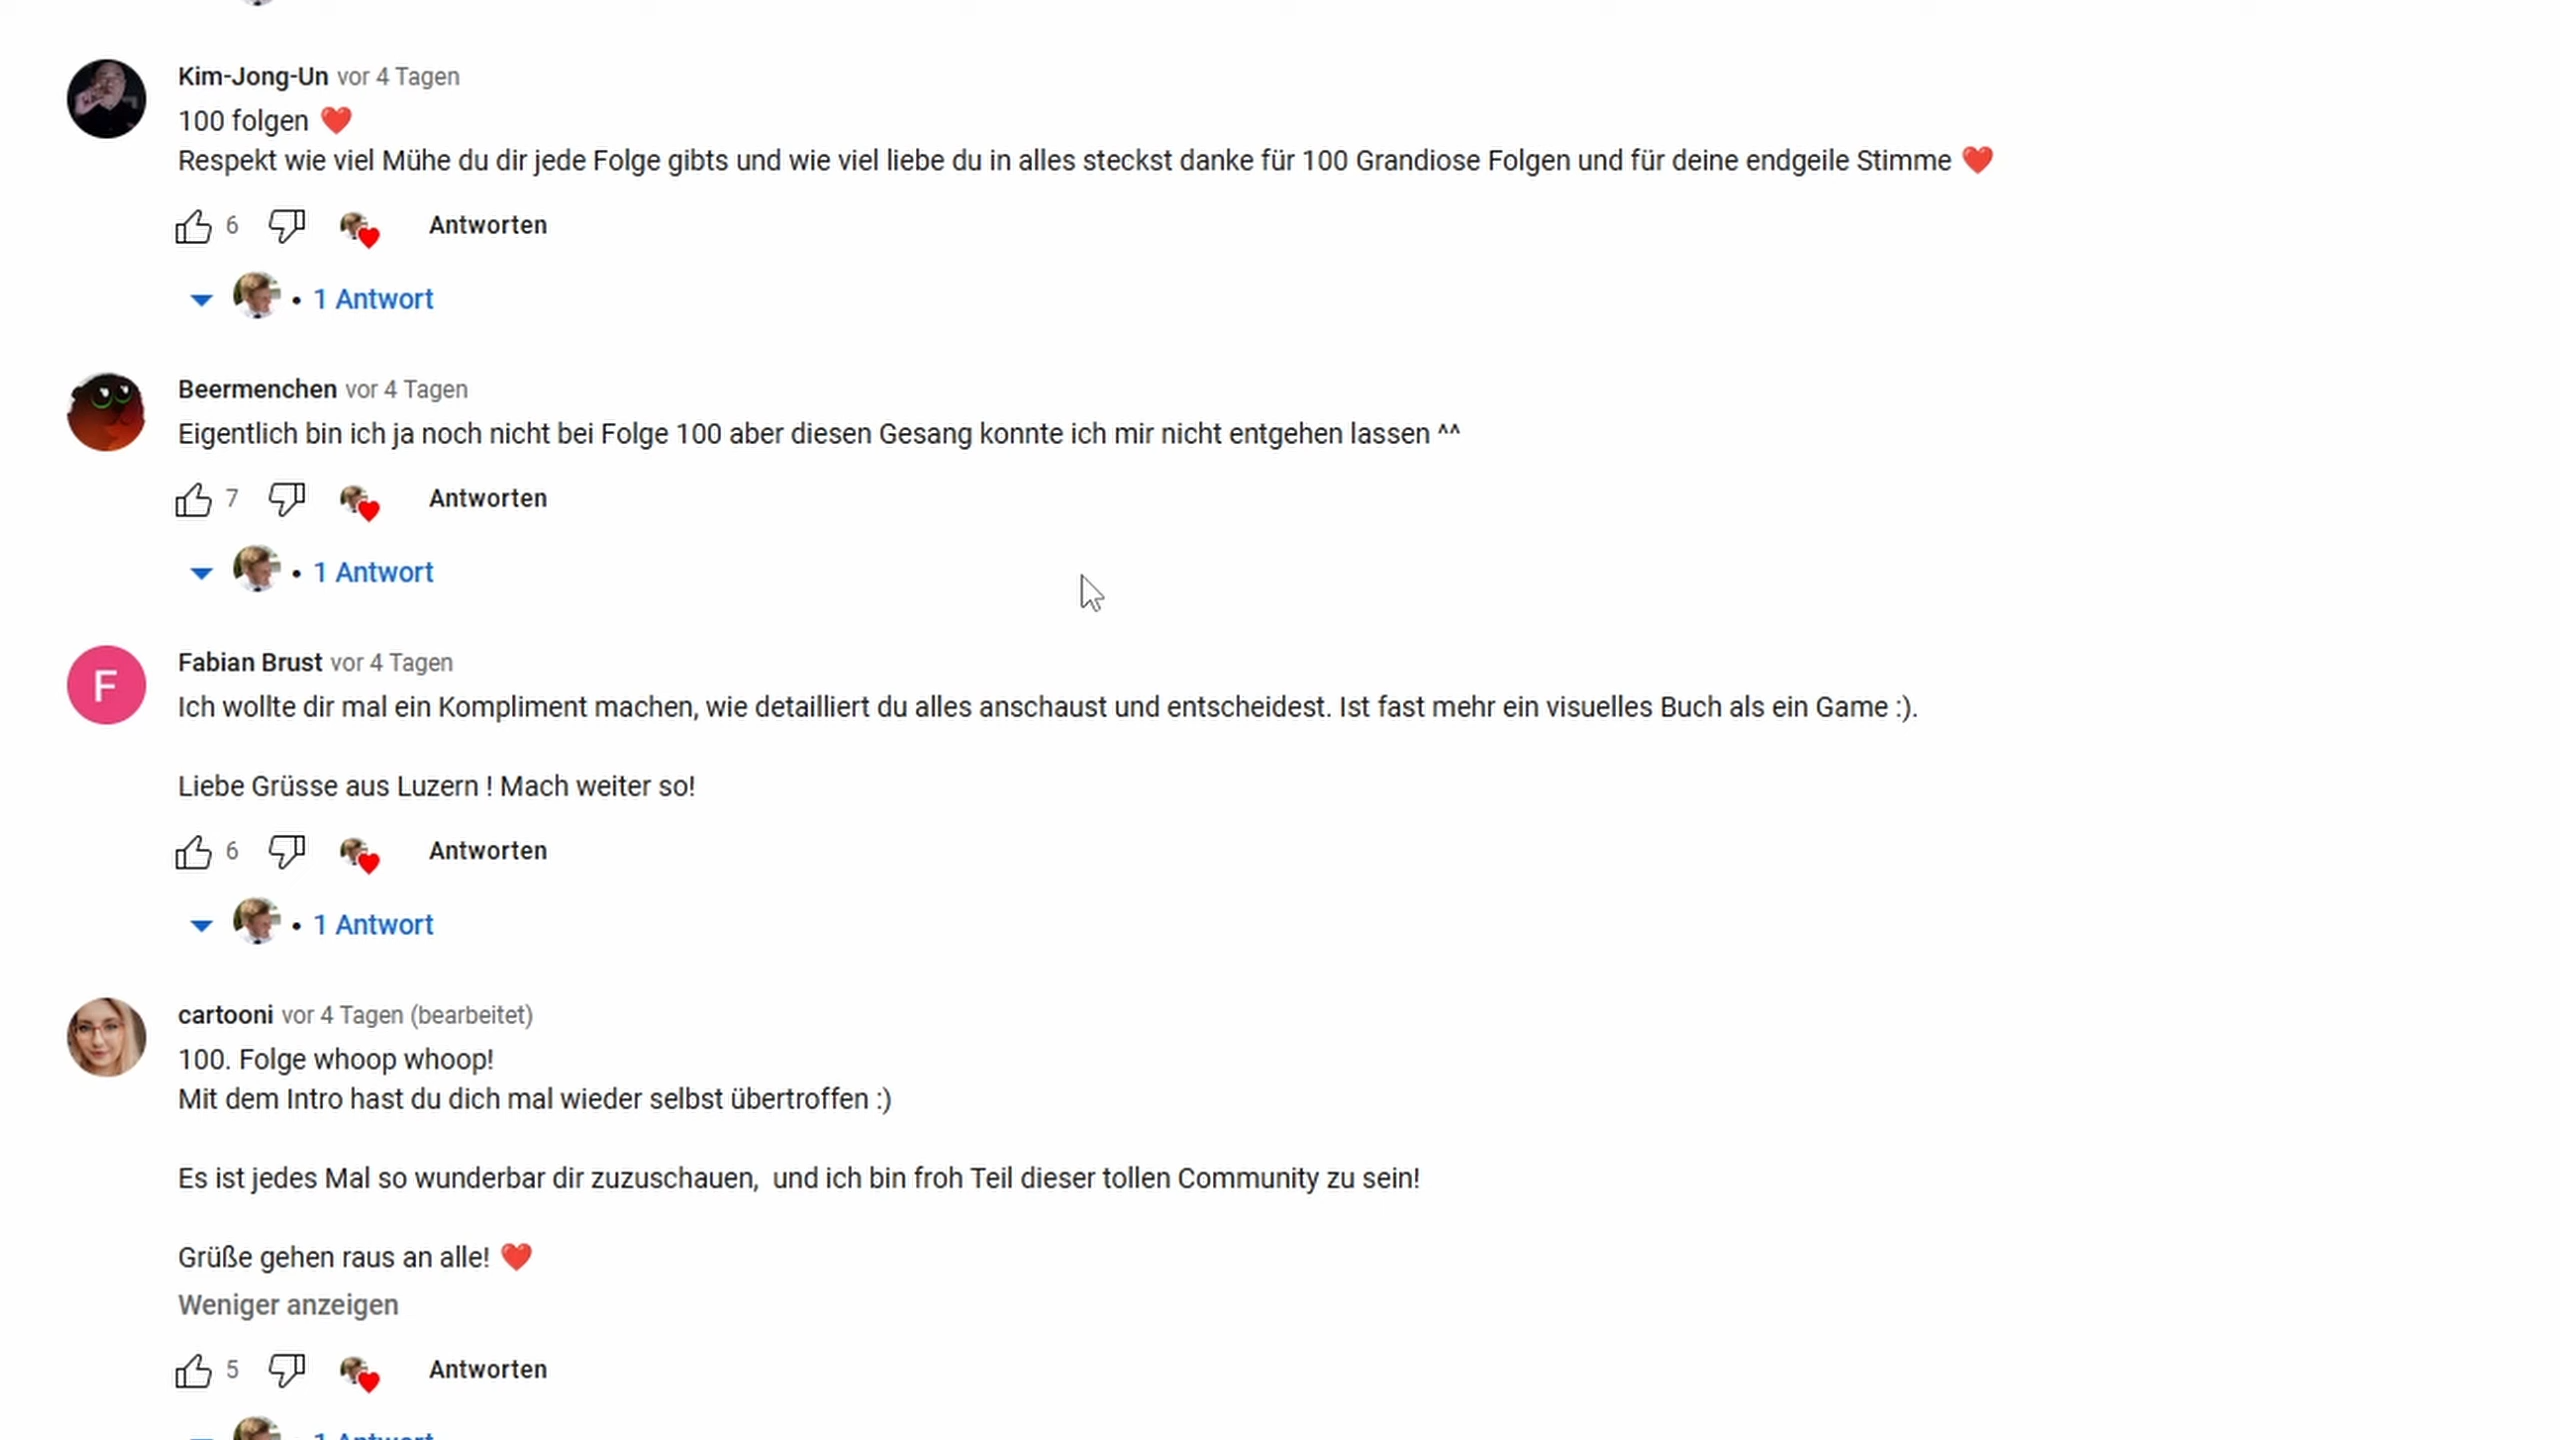 Kim-Jong-Un vor 4 Tagen
100 folgen ❤️
Respekt wie viel Mühe du dir jede Folge gibts und wie viel liebe du in alles steckst danke für 100 Grandiose Folgen und für deine endgeile Stimme ❤️
6 Antworten
• 1 Antwort
Beermenchen vor 4 Tagen
Eigentlich bin ich ja noch nicht bei Folge 100 aber diesen Gesang konnte ich mir nicht entgehen lassen ^^
7 Antworten
• 1 Antwort
F
Fabian Brust vor 4 Tagen
Ich wollte dir mal ein Kompliment machen, wie detailliert du alles anschaust und entscheidest. Ist fast mehr ein visuelles Buch als ein Game :).
Liebe Grüsse aus Luzern ! Mach weiter so!
6 Antworten
• 1 Antwort
cartooni vor 4 Tagen (bearbeitet)
100. Folge whoop whoop!
Mit dem Intro hast du dich mal wieder selbst übertroffen :)
Es ist jedes Mal so wunderbar dir zuzuschauen,  und ich bin froh Teil dieser tollen Community zu sein!
Grüße gehen raus an alle! ❤️
Weniger anzeigen
5 Antworten
1 Antwort